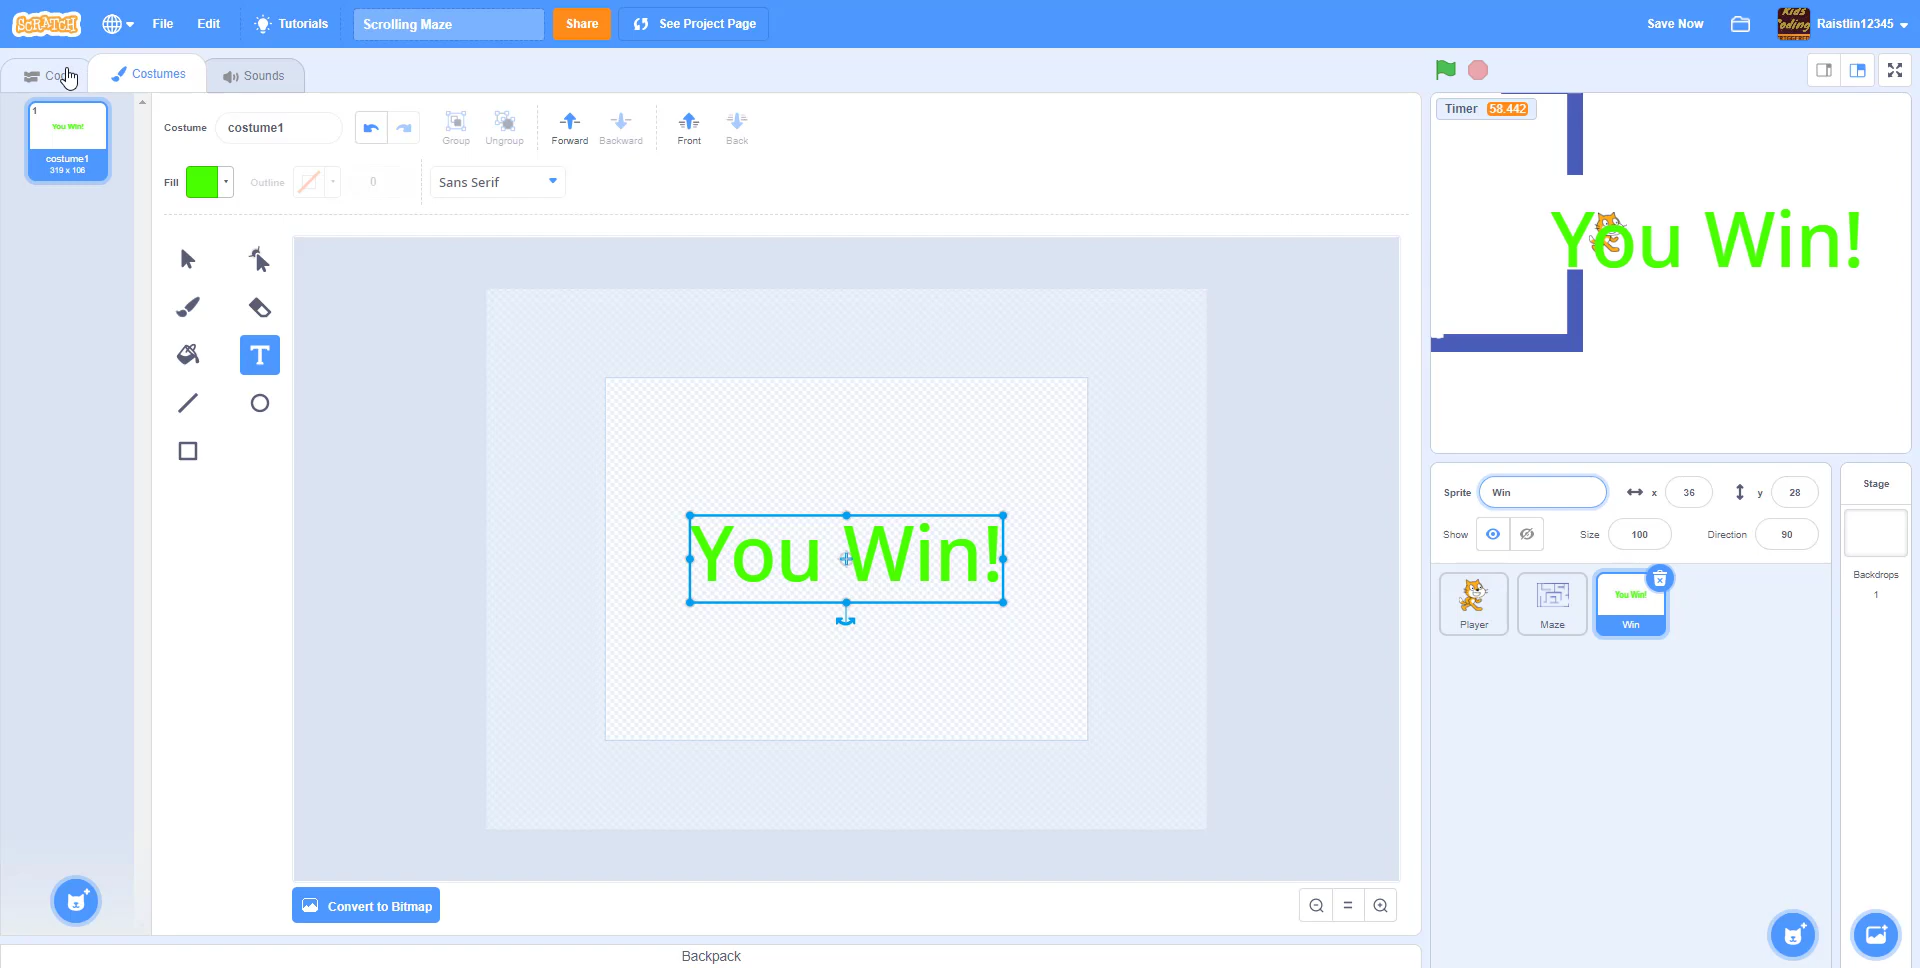 SCRATCH
File
Edit
Tutorials
Scrolling Maze
Share
See Project Page
Save Now
Raistlin12345
Costumes
Sounds
1
You Win!
costume1
319 x 106
Costume
costume1
Group
Ungroup
Forward
Backward
Front
Back
Fill
Outline
0
Sans Serif
You Win!
Convert to Bitmap
Backpack
Timer 58.442
You Win!
Sprite
Win
x
36
y
28
Show
Size
100
Direction
90
Player
Maze
You Win!
Win
Stage
Backdrops
1